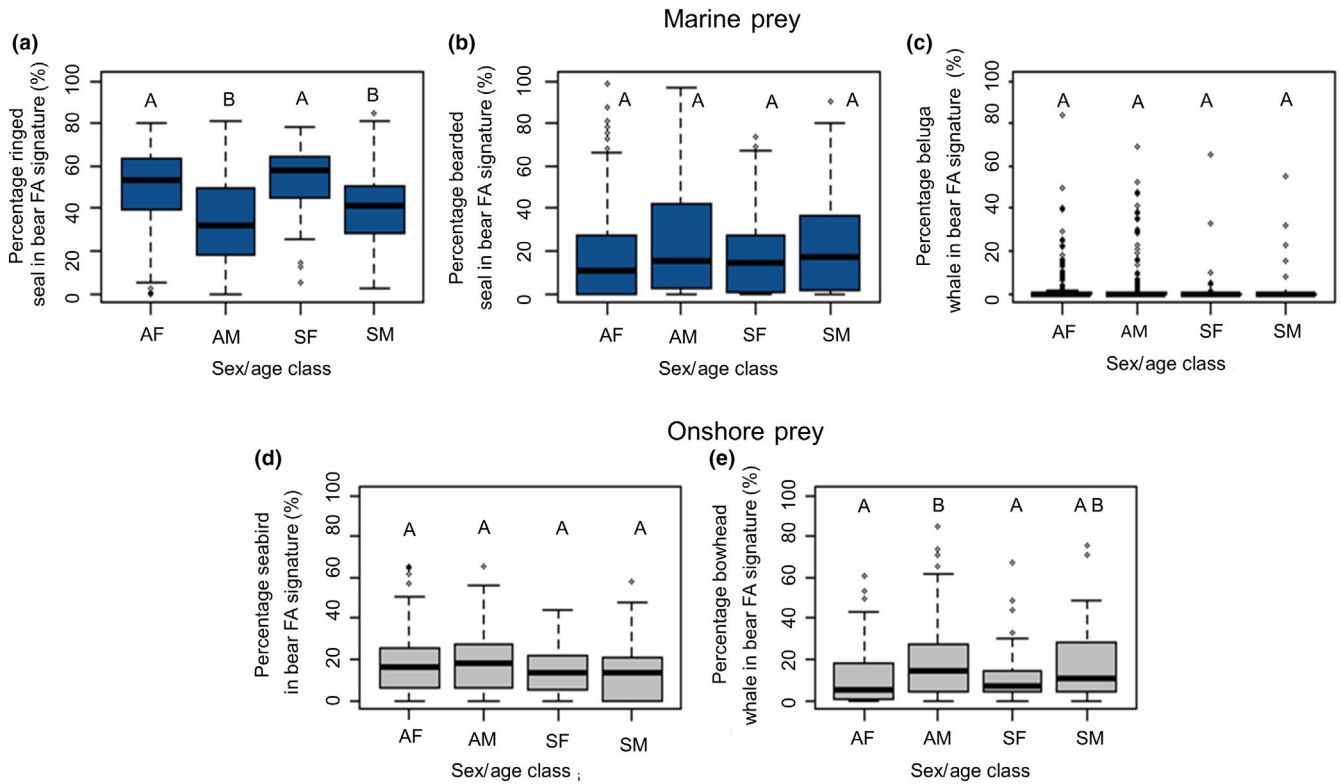 Marine prey
(a)
Percentage ringed
seal in bear FA signature (%)
0 20 40 60 80 100
A B A B
AF AM SF SM
Sex/age class
(b)
Percentage bearded
seal in bear FA signature (%)
0 20 40 60 80 100
A A A A
AF AM SF SM
Sex/age class
(c)
Percentage beluga
whale in bear FA signature (%)
0 20 40 60 80 100
A A A A
AF AM SF SM
Sex/age class
Onshore prey
(d)
Percentage seabird
in bear FA signature (%)
0 20 40 60 80 100
A A A A
AF AM SF SM
Sex/age class ;
(e)
Percentage bowhead
whale in bear FA signature (%)
0 20 40 60 80 100
A B A A B
AF AM SF SM
Sex/age class